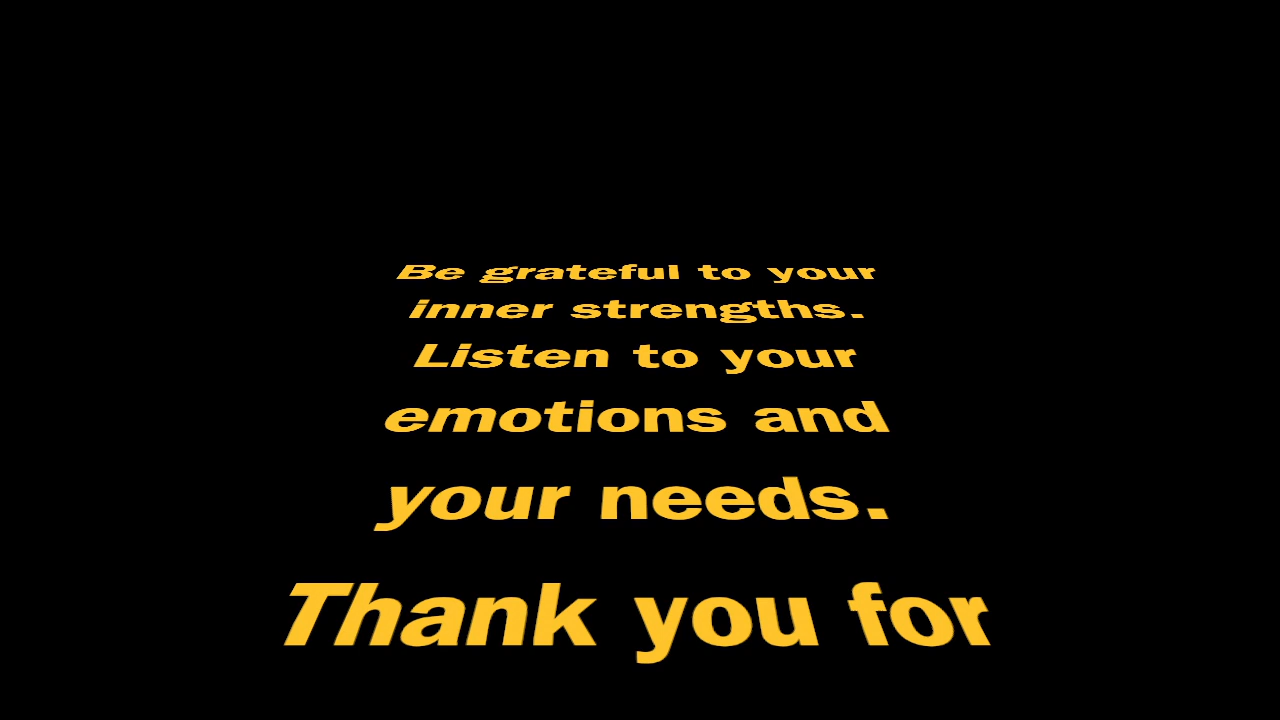 Be grateful to your
inner strengths.
Listen to your
emotions and
your needs.
Thank you for